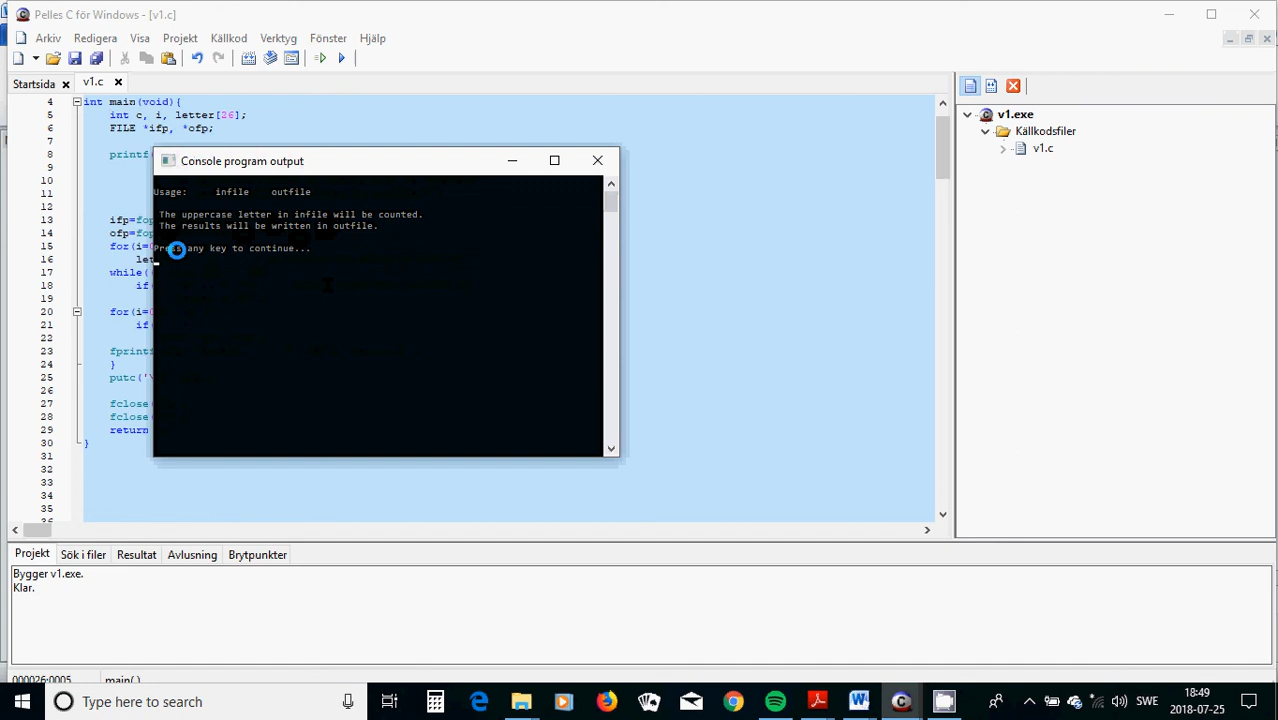 Pelles C för Windows - [v1.c]
Arkiv Redigera Visa Projekt Källkod Verktyg Fönster Hjälp
Startsida v1.c
4 int main(void){
5 int c, i, letter[26];
6 FILE *ifp, *ofp;
7
8 printf(
9
10
11
13 ifp=fop
14 ofp=fop
15 for(i=
16 let
17 while(
18 if
19
20 for(i=
21 if
22
23 fprintf
24 }
25 putc('
27 fclose
28 fclose
29 return
30 }
31
32
33
34
35
Console program output
Usage: infile outfile
The uppercase letter in infile will be counted.
The results will be written in outfile.
Press any key to continue...
v1.exe
Källkodsfiler
v1.c
Projekt Sök i filer Resultat Avlusning Brytpunkter
Bygger v1.exe.
Klar.
000026:0005 main( )
Type here to search
SWE
18:49
2018-07-25